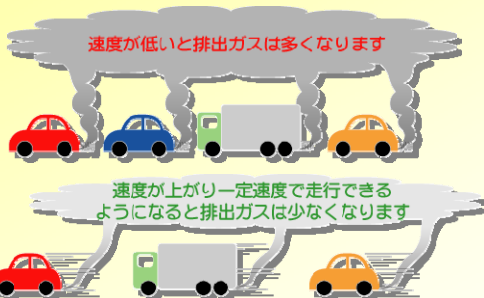 速度が低いと排出ガスは多くなります
速度が上がり一定速度で走行できる
ようになると排出ガスは少なくなります